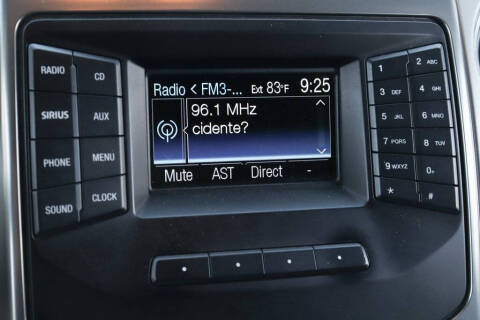 RADIO
CD
SIRIUS
AUX
PHONE
MENU
SOUND
CLOCK
Radio < FM3-... Ext 83°F 9:25
96.1 MHz
cidente?
Mute AST Direct -
1
2 ABC
3 DEF
4 GHI
5 JKL
6 MNO
7 PQRS
8 TUV
9 WXYZ
0+
*
#